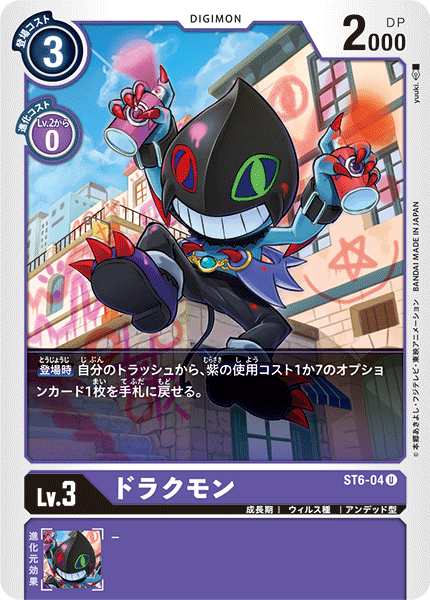 登場コスト
3
DIGIMON
DP
2000
進化コスト
Lv.2から
0
yuuki.
© 本郷あきよし・フジテレビ・東映アニメーション BANDAI MADE IN JAPAN
登場時 自分のトラッシュから、紫の使用コスト1か7のオプショ
ンカード1枚を手札に戻せる。
ST6-04 U
Lv.3
ドラクモン
成長期 | ウィルス種 | アンデッド型
進化元効果
-